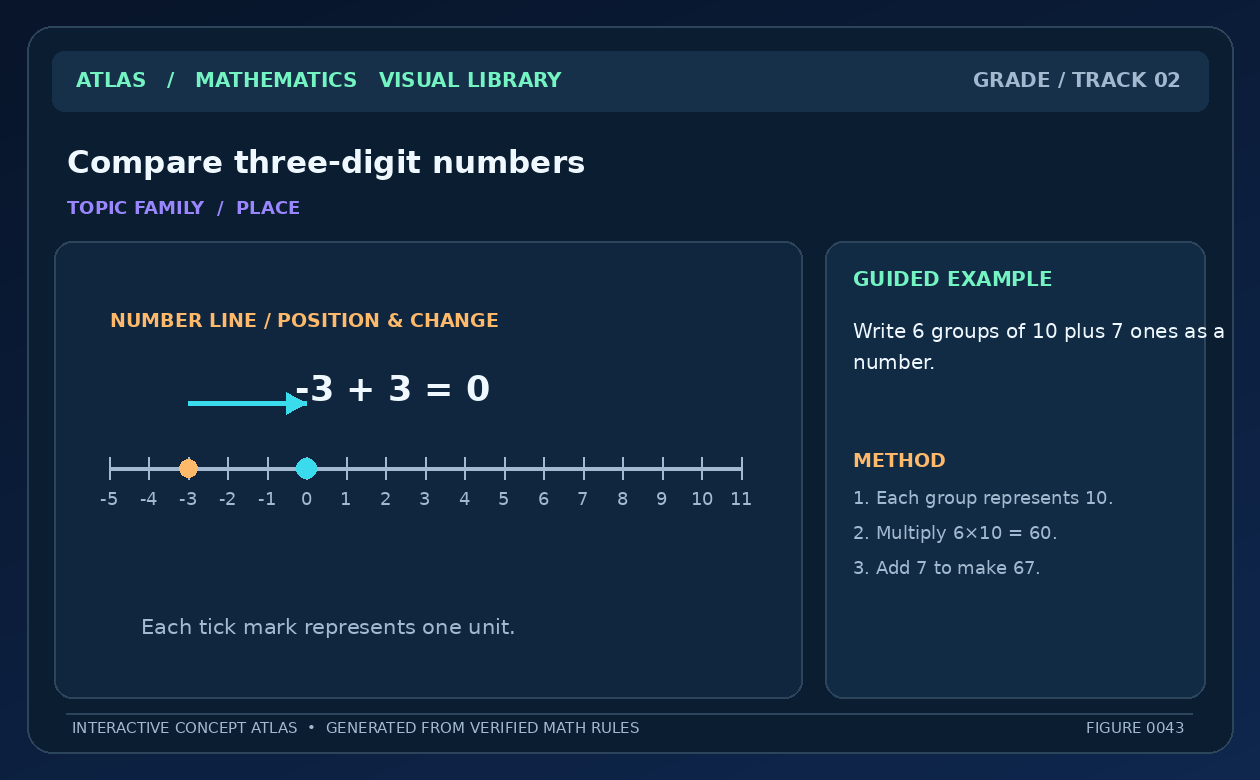 ATLAS / MATHEMATICS VISUAL LIBRARY
GRADE / TRACK 02
Compare three-digit numbers
TOPIC FAMILY / PLACE
NUMBER LINE / POSITION & CHANGE
-3 + 3 = 0
-5 -4 -3 -2 -1 0 1 2 3 4 5 6 7 8 9 10 11
Each tick mark represents one unit.
GUIDED EXAMPLE
Write 6 groups of 10 plus 7 ones as a
number.
METHOD
1. Each group represents 10.
2. Multiply 6×10 = 60.
3. Add 7 to make 67.
INTERACTIVE CONCEPT ATLAS • GENERATED FROM VERIFIED MATH RULES
FIGURE 0043